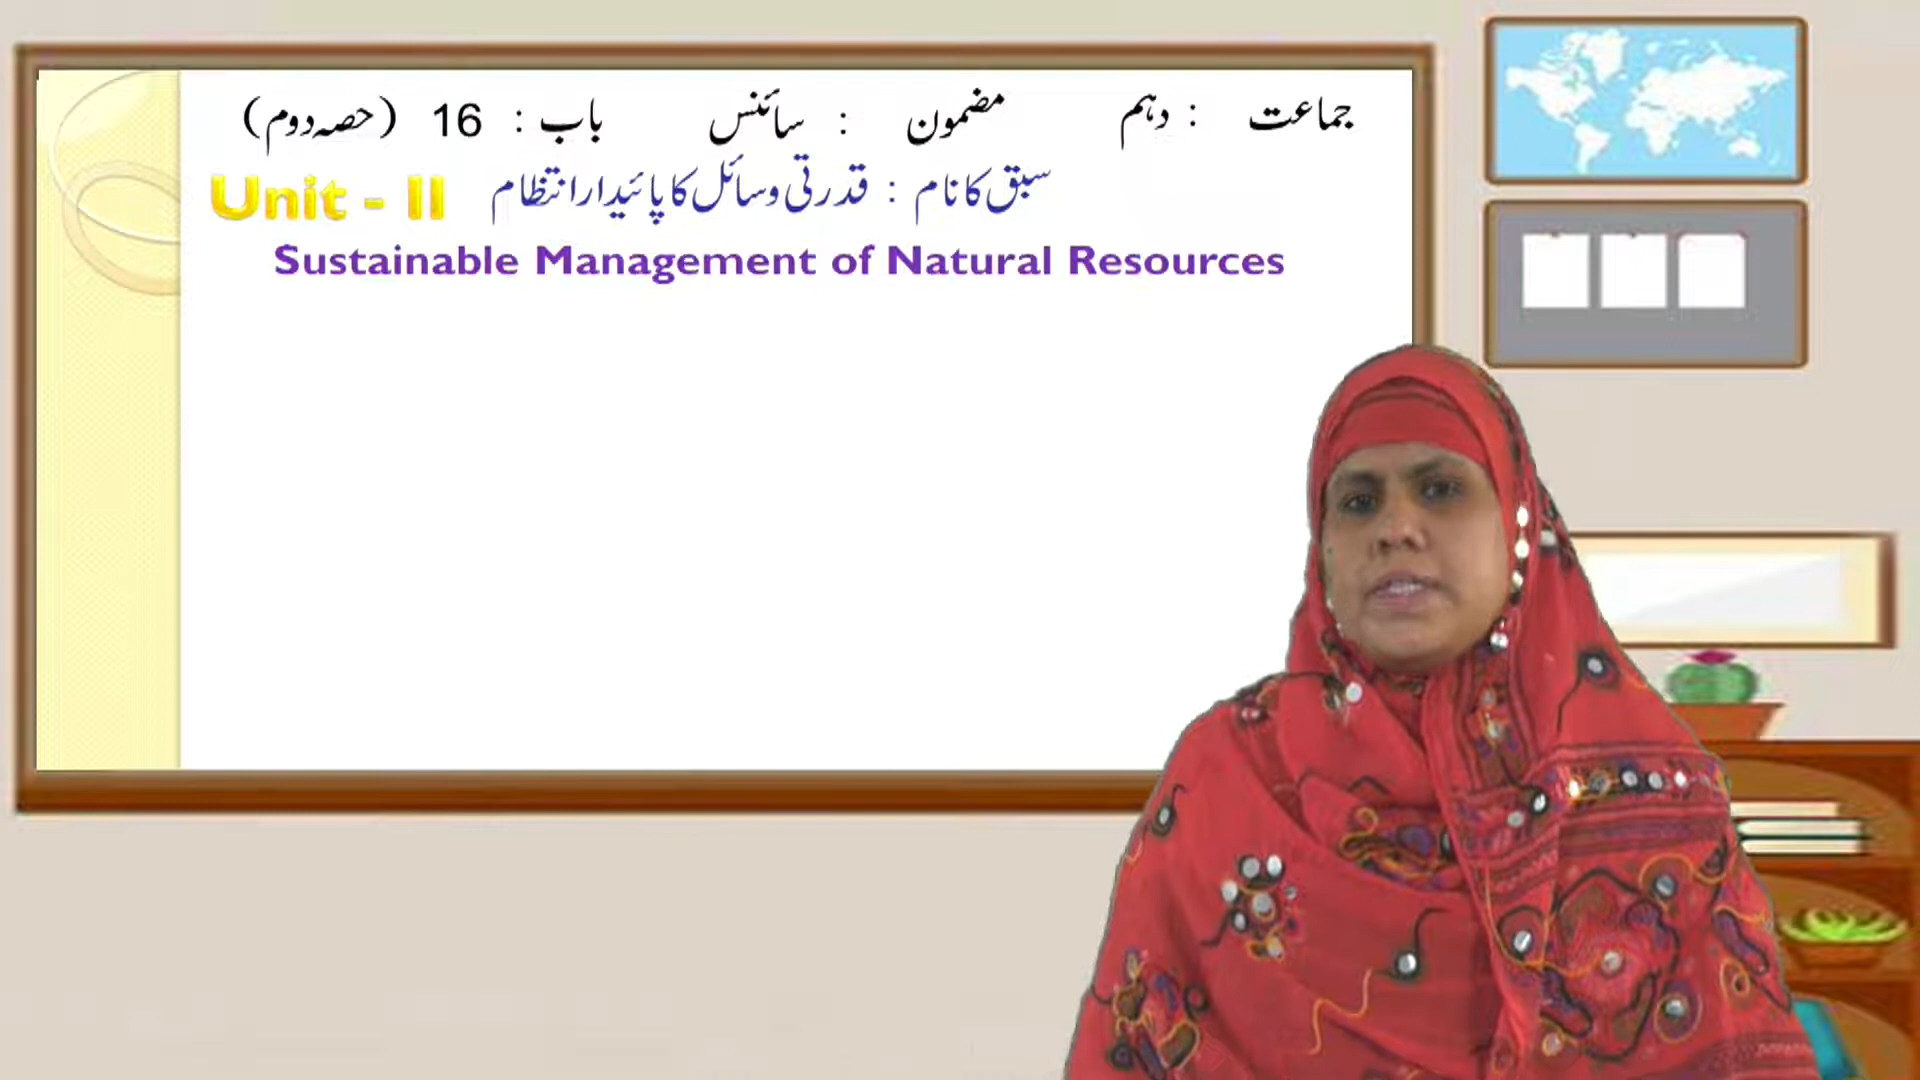 جماعت : دہم مضمون : سائنس باب : 16 (حصہ دوم)
سبق کا نام : قدرتی وسائل کا پائیدار انتظام Unit - II
Sustainable Management of Natural Resources